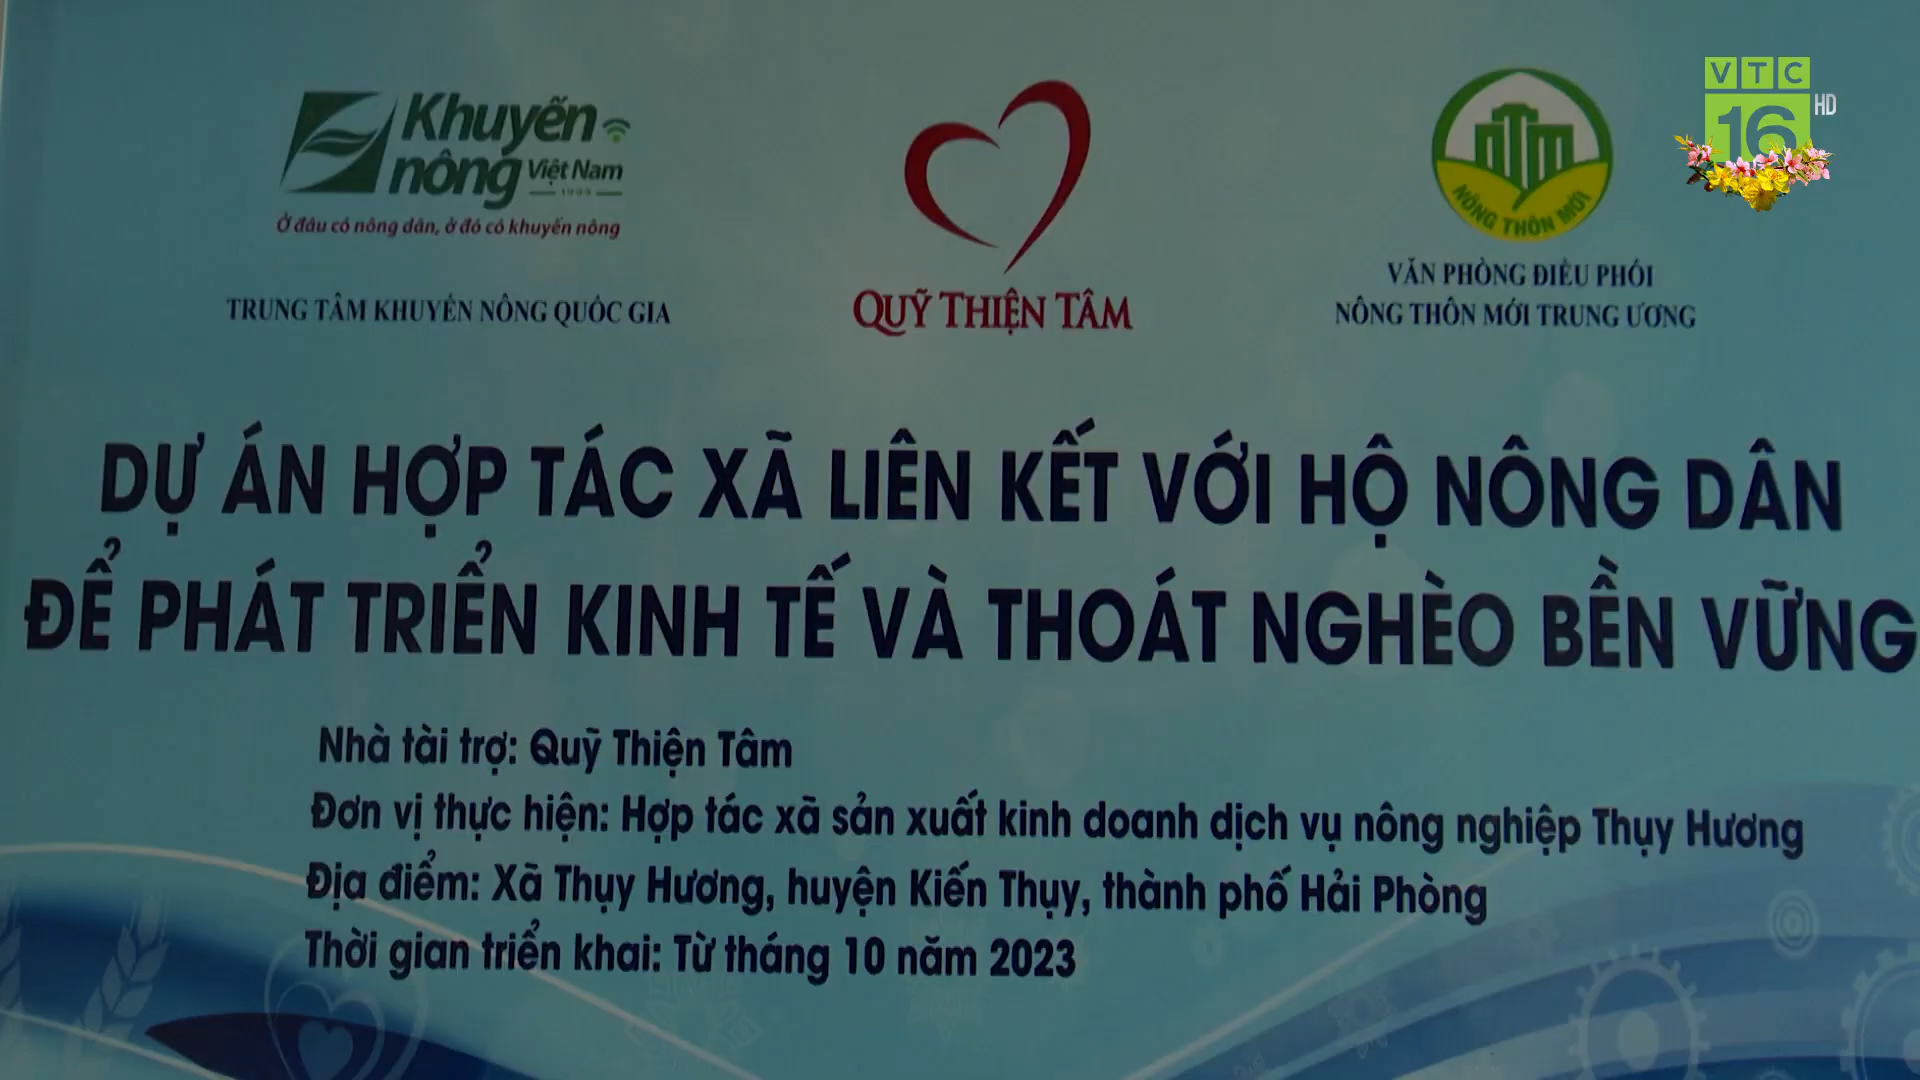 VTC
16 HD
Khuyến
nông Việt Nam
1993
Ở đâu có nông dân, ở đó có khuyến nông
TRUNG TÂM KHUYẾN NÔNG QUỐC GIA
QUỸ THIỆN TÂM
NTM
NÔNG THÔN MỚI
VĂN PHÒNG ĐIỀU PHỐI
NÔNG THÔN MỚI TRUNG ƯƠNG
DỰ ÁN HỢP TÁC XÃ LIÊN KẾT VỚI HỘ NÔNG DÂN
ĐỂ PHÁT TRIỂN KINH TẾ VÀ THOÁT NGHÈO BỀN VỮNG
Nhà tài trợ: Quỹ Thiện Tâm
Đơn vị thực hiện: Hợp tác xã sản xuất kinh doanh dịch vụ nông nghiệp Thụy Hương
Địa điểm: Xã Thụy Hương, huyện Kiến Thụy, thành phố Hải Phòng
Thời gian triển khai: Từ tháng 10 năm 2023